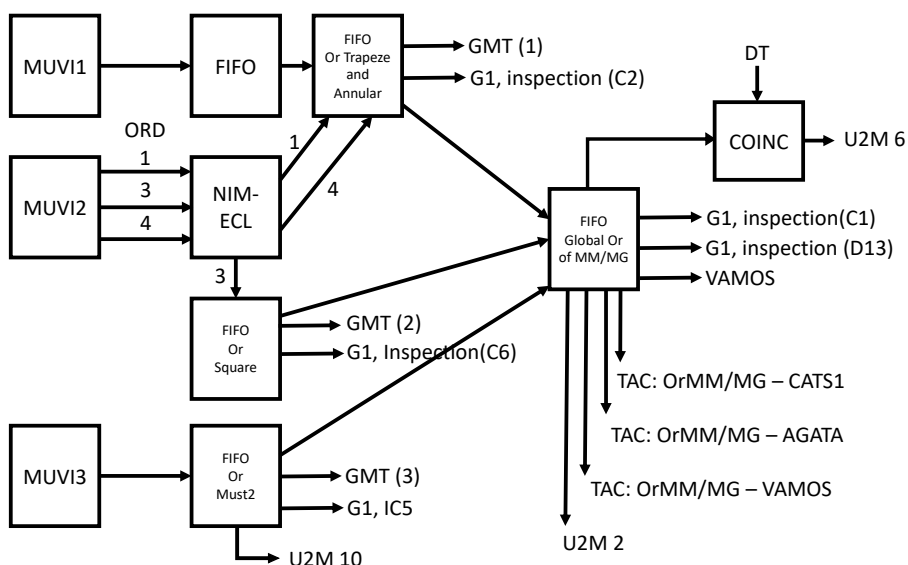 MUVI1
FIFO
FIFO
Or Trapeze
and
Annular
GMT (1)
G1, inspection (C2)
DT
COINC
U2M 6
ORD
1
3
4
MUVI2
NIM-
ECL
1
4
3
FIFO
Global Or
of MM/MG
G1, inspection(C1)
G1, inspection (D13)
VAMOS
FIFO
Or
Square
GMT (2)
G1, Inspection(C6)
TAC: OrMM/MG – CATS1
TAC: OrMM/MG – AGATA
TAC: OrMM/MG – VAMOS
U2M 2
MUVI3
FIFO
Or
Must2
GMT (3)
G1, IC5
U2M 10